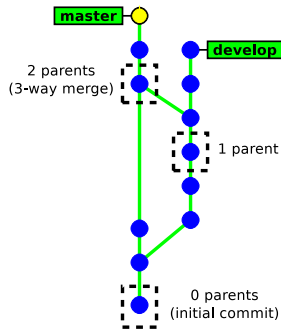 master
develop
2 parents
(3-way merge)
1 parent
0 parents
(initial commit)